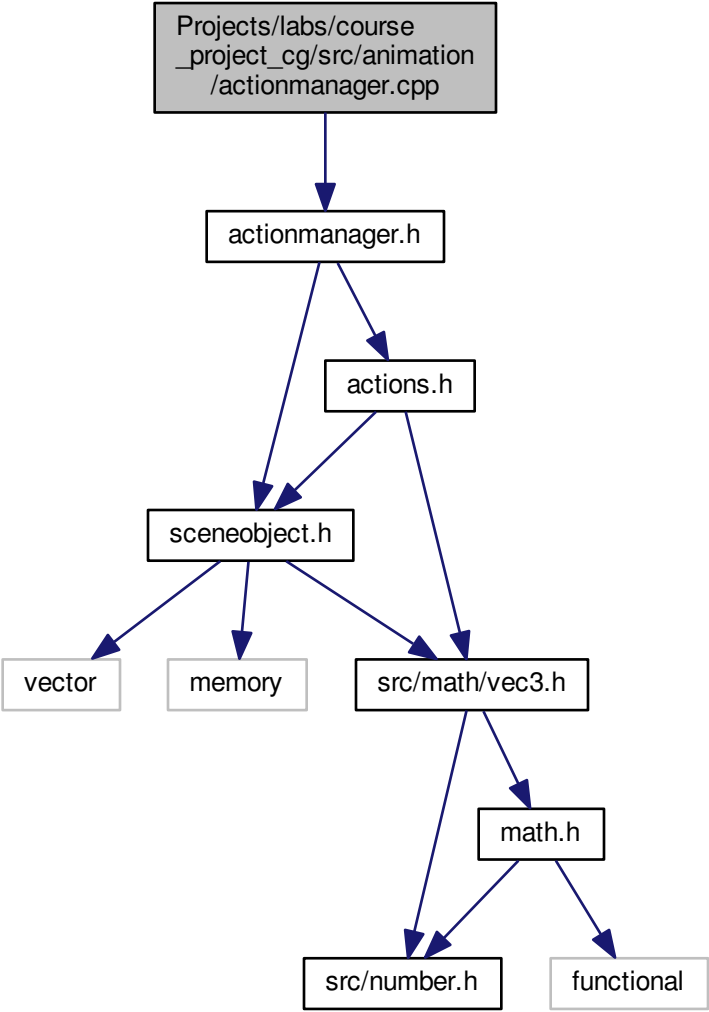 Projects/labs/course
_project_cg/src/animation
/actionmanager.cpp
actionmanager.h
actions.h
sceneobject.h
vector
memory
src/math/vec3.h
math.h
src/number.h
functional